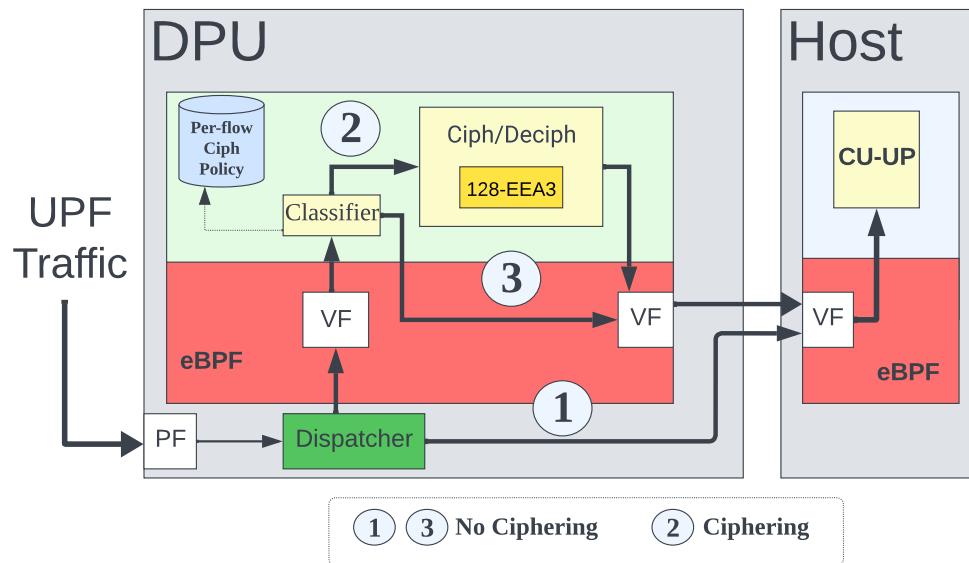 DPU
Host
Per-flow
Ciph
Policy
2
Ciph/Deciph
128-EEA3
CU-UP
Classifier
UPF
Traffic
3
VF
VF
VF
eBPF
eBPF
1
PF
Dispatcher
1 3 No Ciphering 2 Ciphering